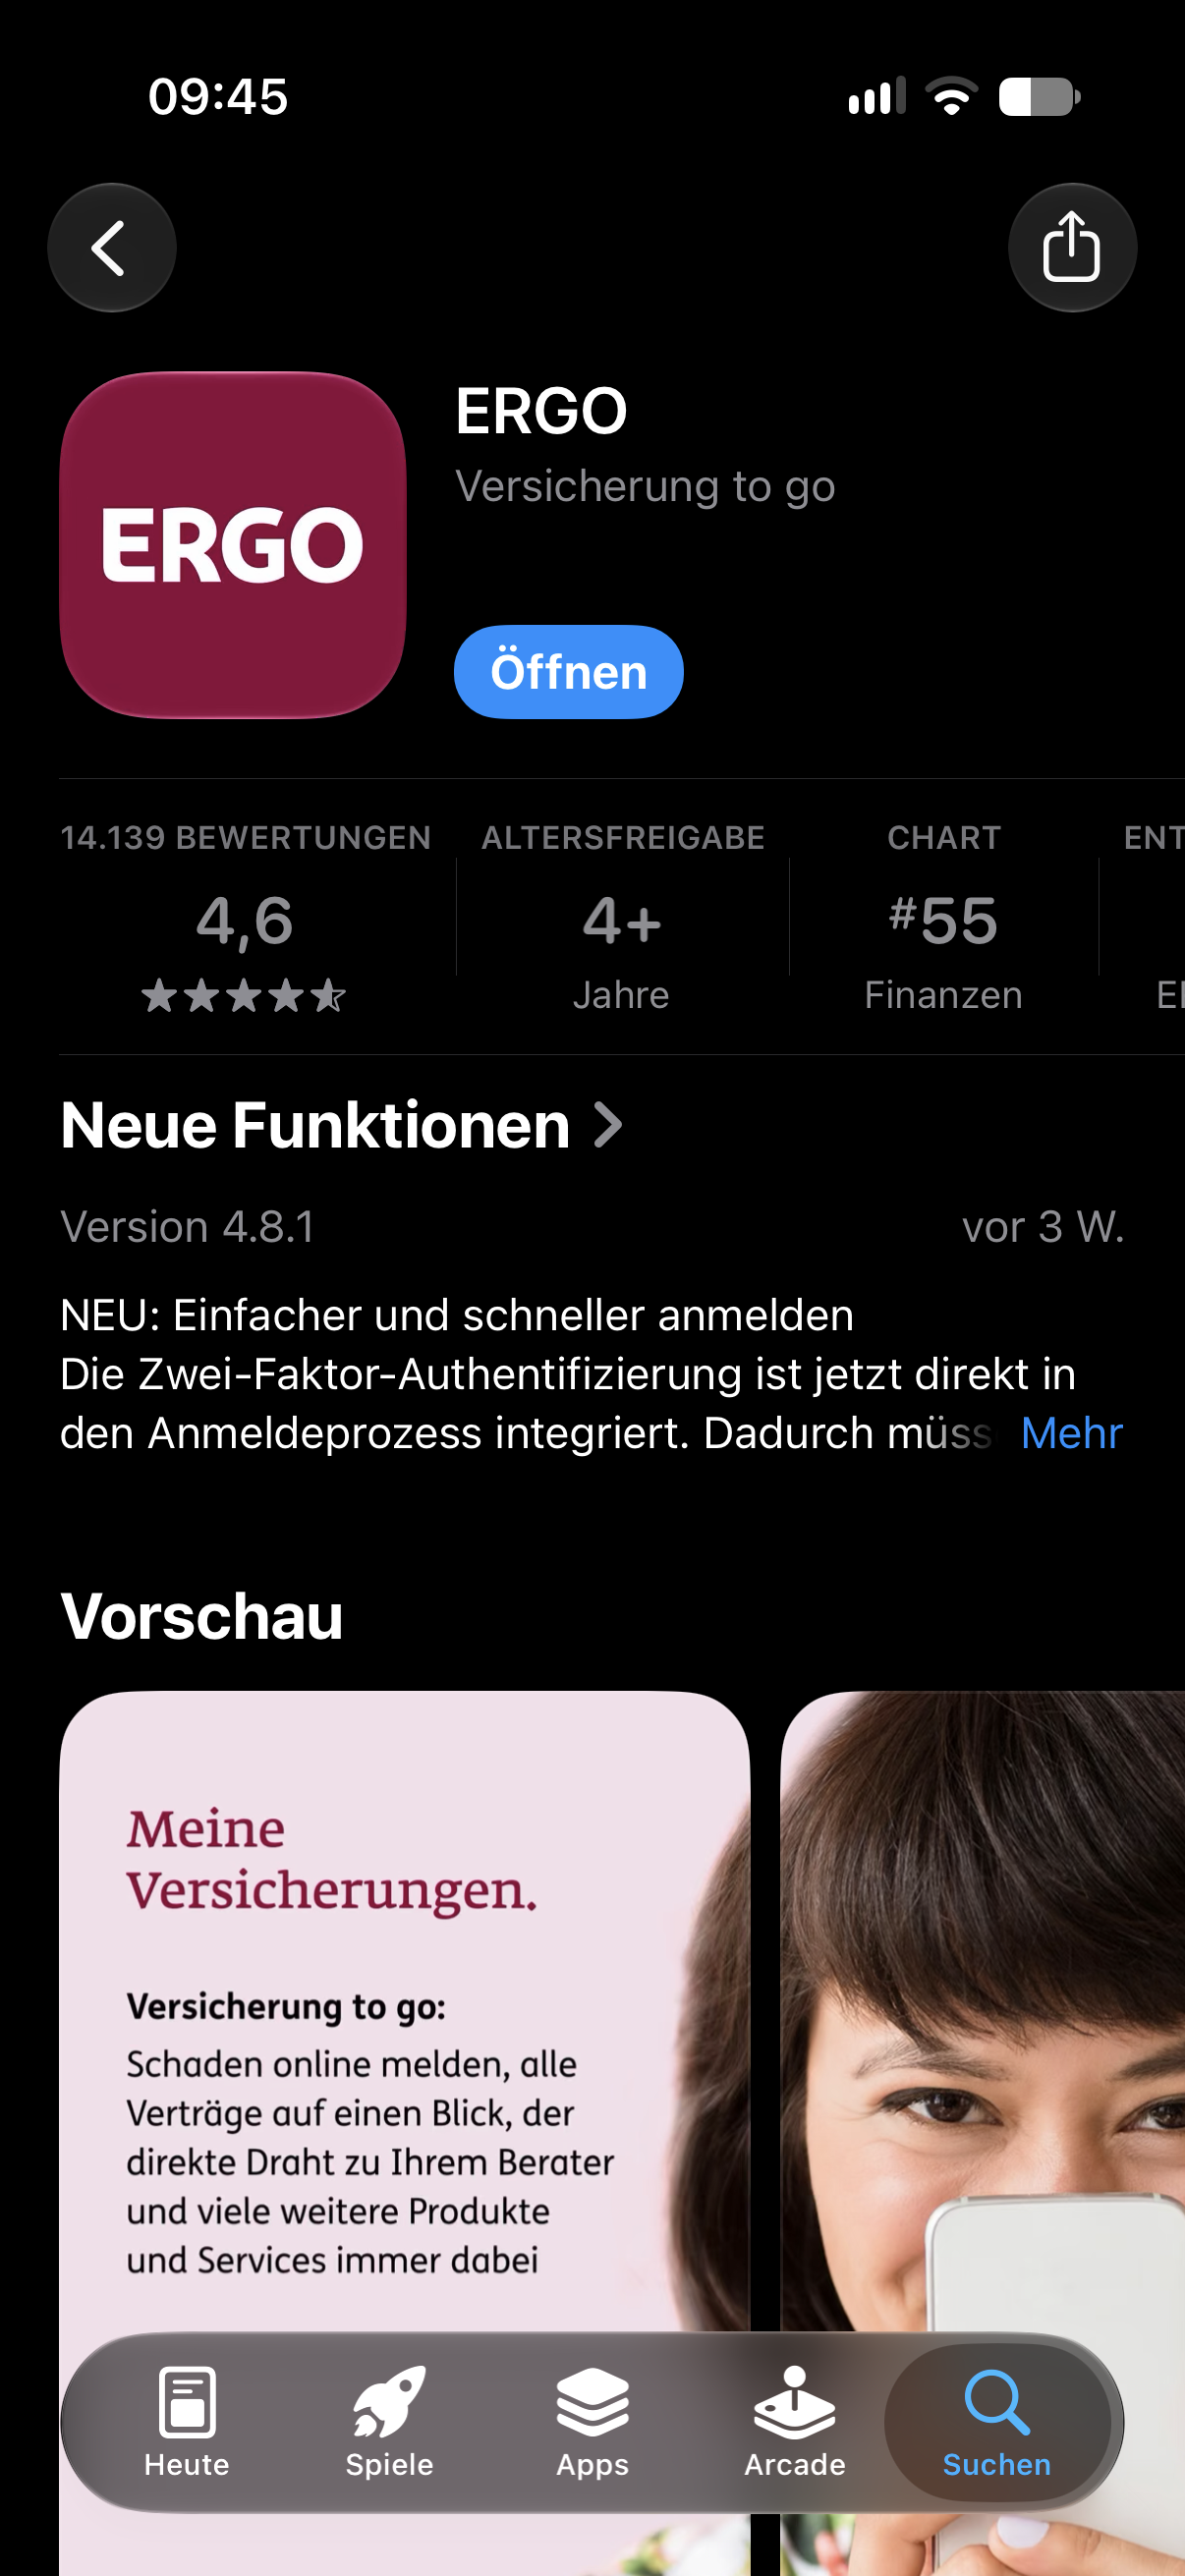 09:45
ERGO
ERGO
Versicherung to go
Öffnen
14.139 BEWERTUNGEN
4,6
ALTERSFREIGABE
4+
Jahre
CHART
#55
Finanzen
Neue Funktionen
Version 4.8.1
vor 3 W.
NEU: Einfacher und schneller anmelden
Die Zwei-Faktor-Authentifizierung ist jetzt direkt in
den Anmeldeprozess integriert. Dadurch müss Mehr
Vorschau
Meine
Versicherungen.
Versicherung to go:
Schaden online melden, alle
Verträge auf einen Blick, der
direkte Draht zu Ihrem Berater
und viele weitere Produkte
und Services immer dabei
Heute
Spiele
Apps
Arcade
Suchen